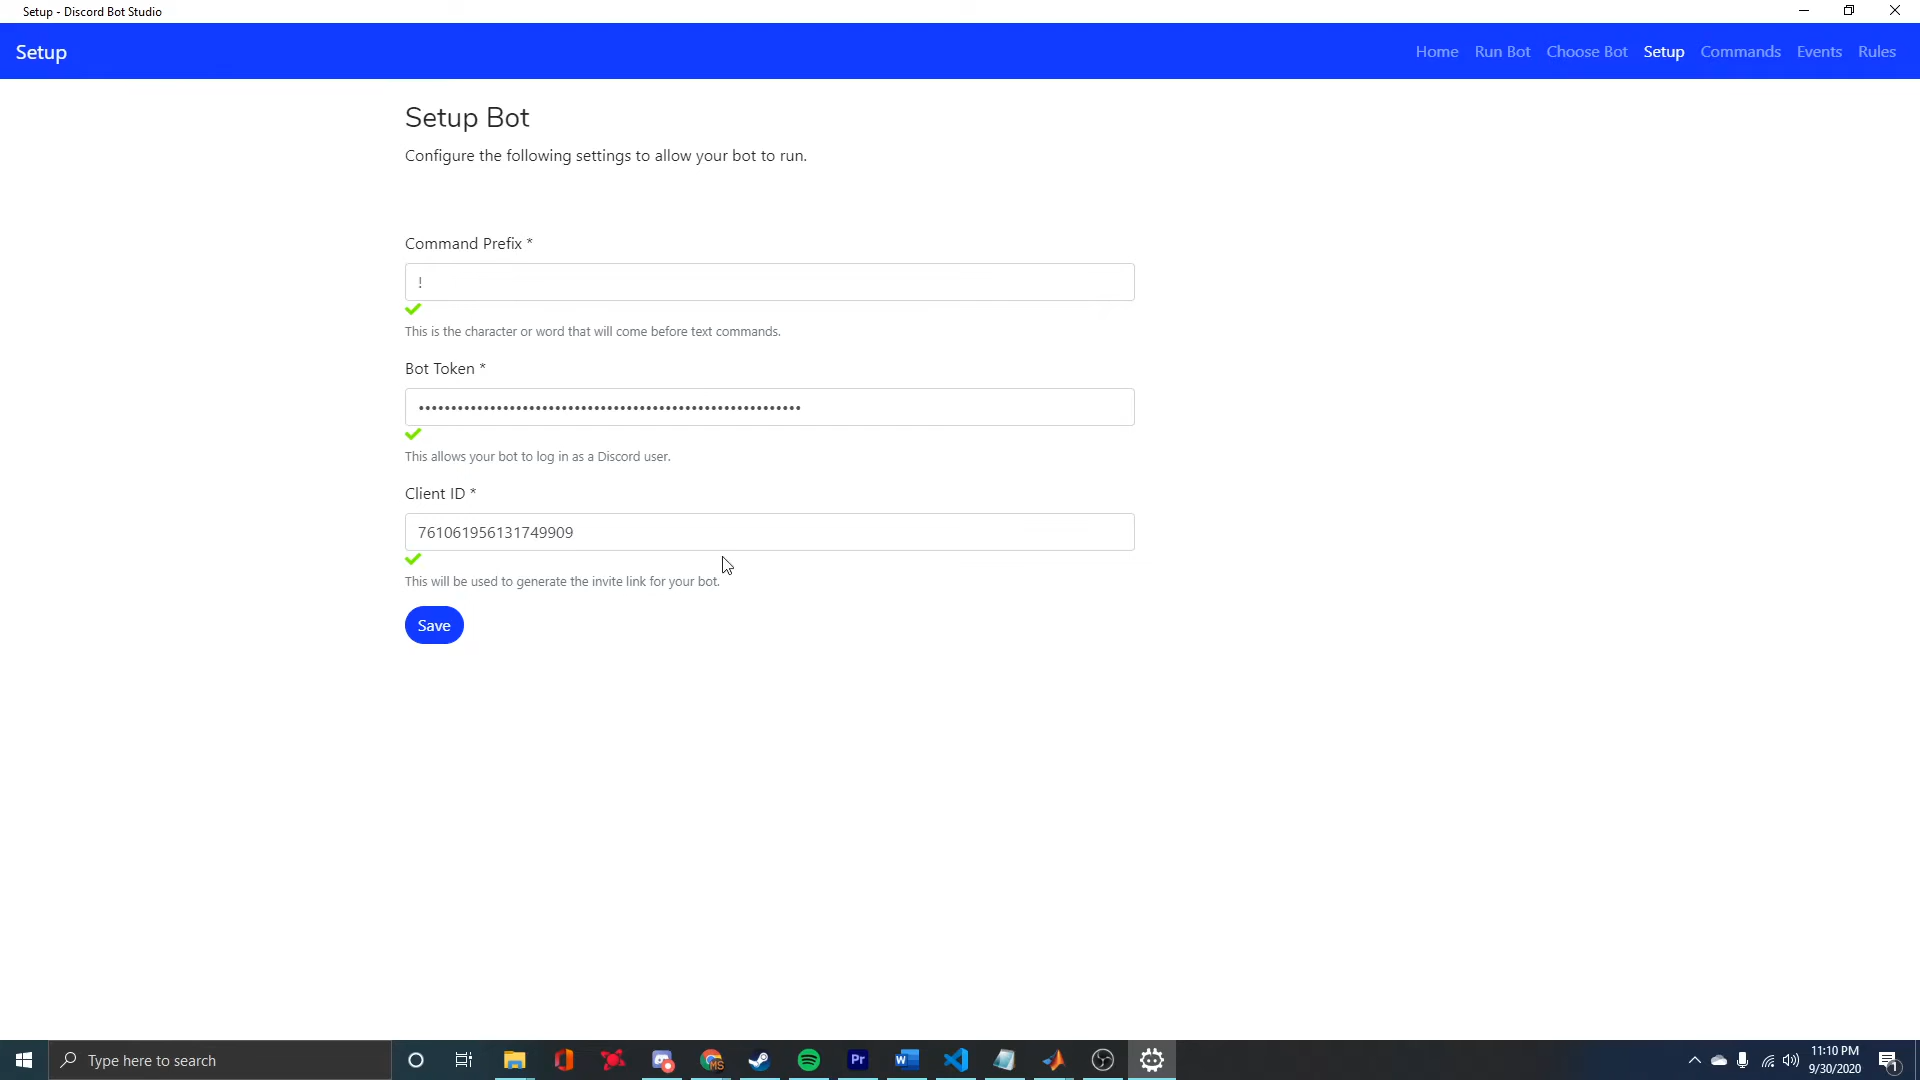 Setup - Discord Bot Studio
Setup
Home Run Bot Choose Bot Setup Commands Events Rules
Setup Bot
Configure the following settings to allow your bot to run.
Command Prefix *
!
This is the character or word that will come before text commands.
Bot Token *
••••••••••••••••••••••••••••••••••••••••••••••••••••••••••••
This allows your bot to log in as a Discord user.
Client ID *
761061956131749909
This will be used to generate the invite link for your bot.
Save
Type here to search
MS
Pr
W
11:10 PM
9/30/2020
1